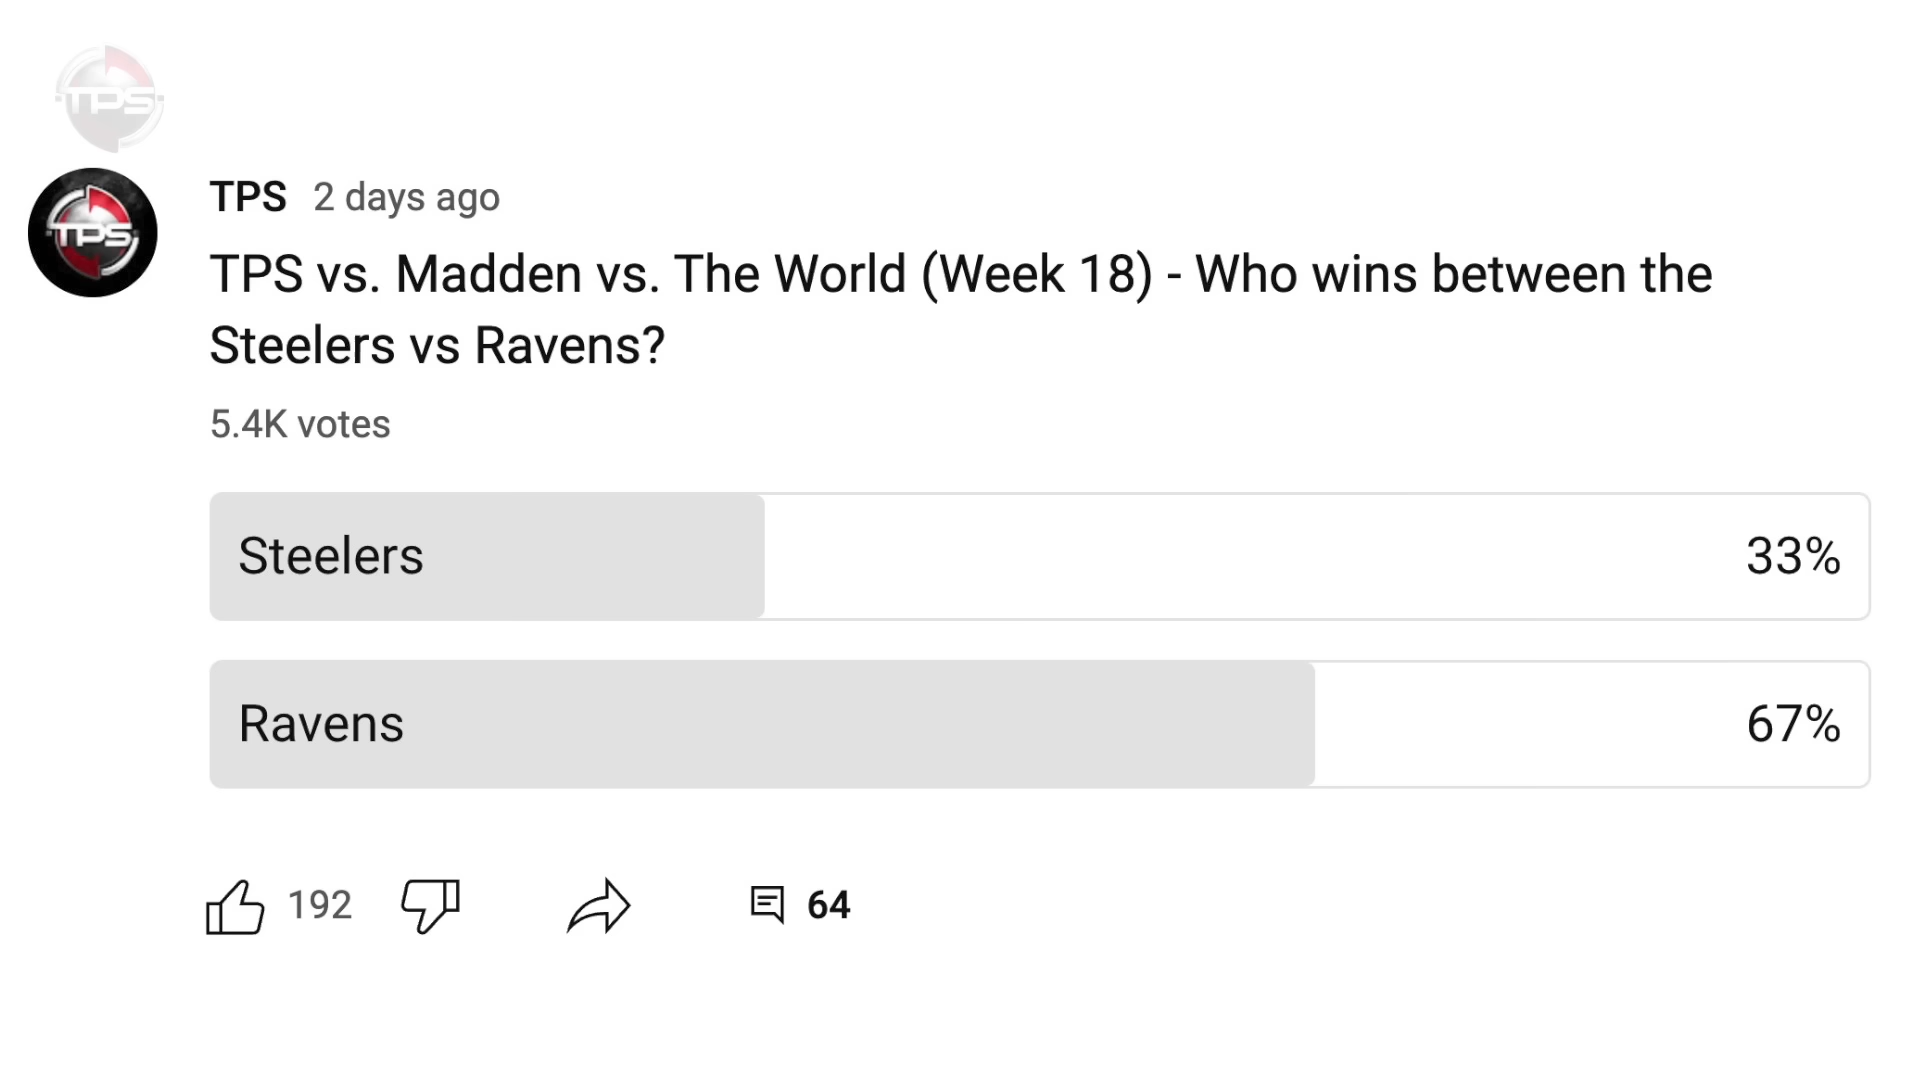 TPS
TPS
TPS 2 days ago
TPS vs. Madden vs. The World (Week 18) - Who wins between the
Steelers vs Ravens?
5.4K votes
Steelers 33%
Ravens 67%
192 64